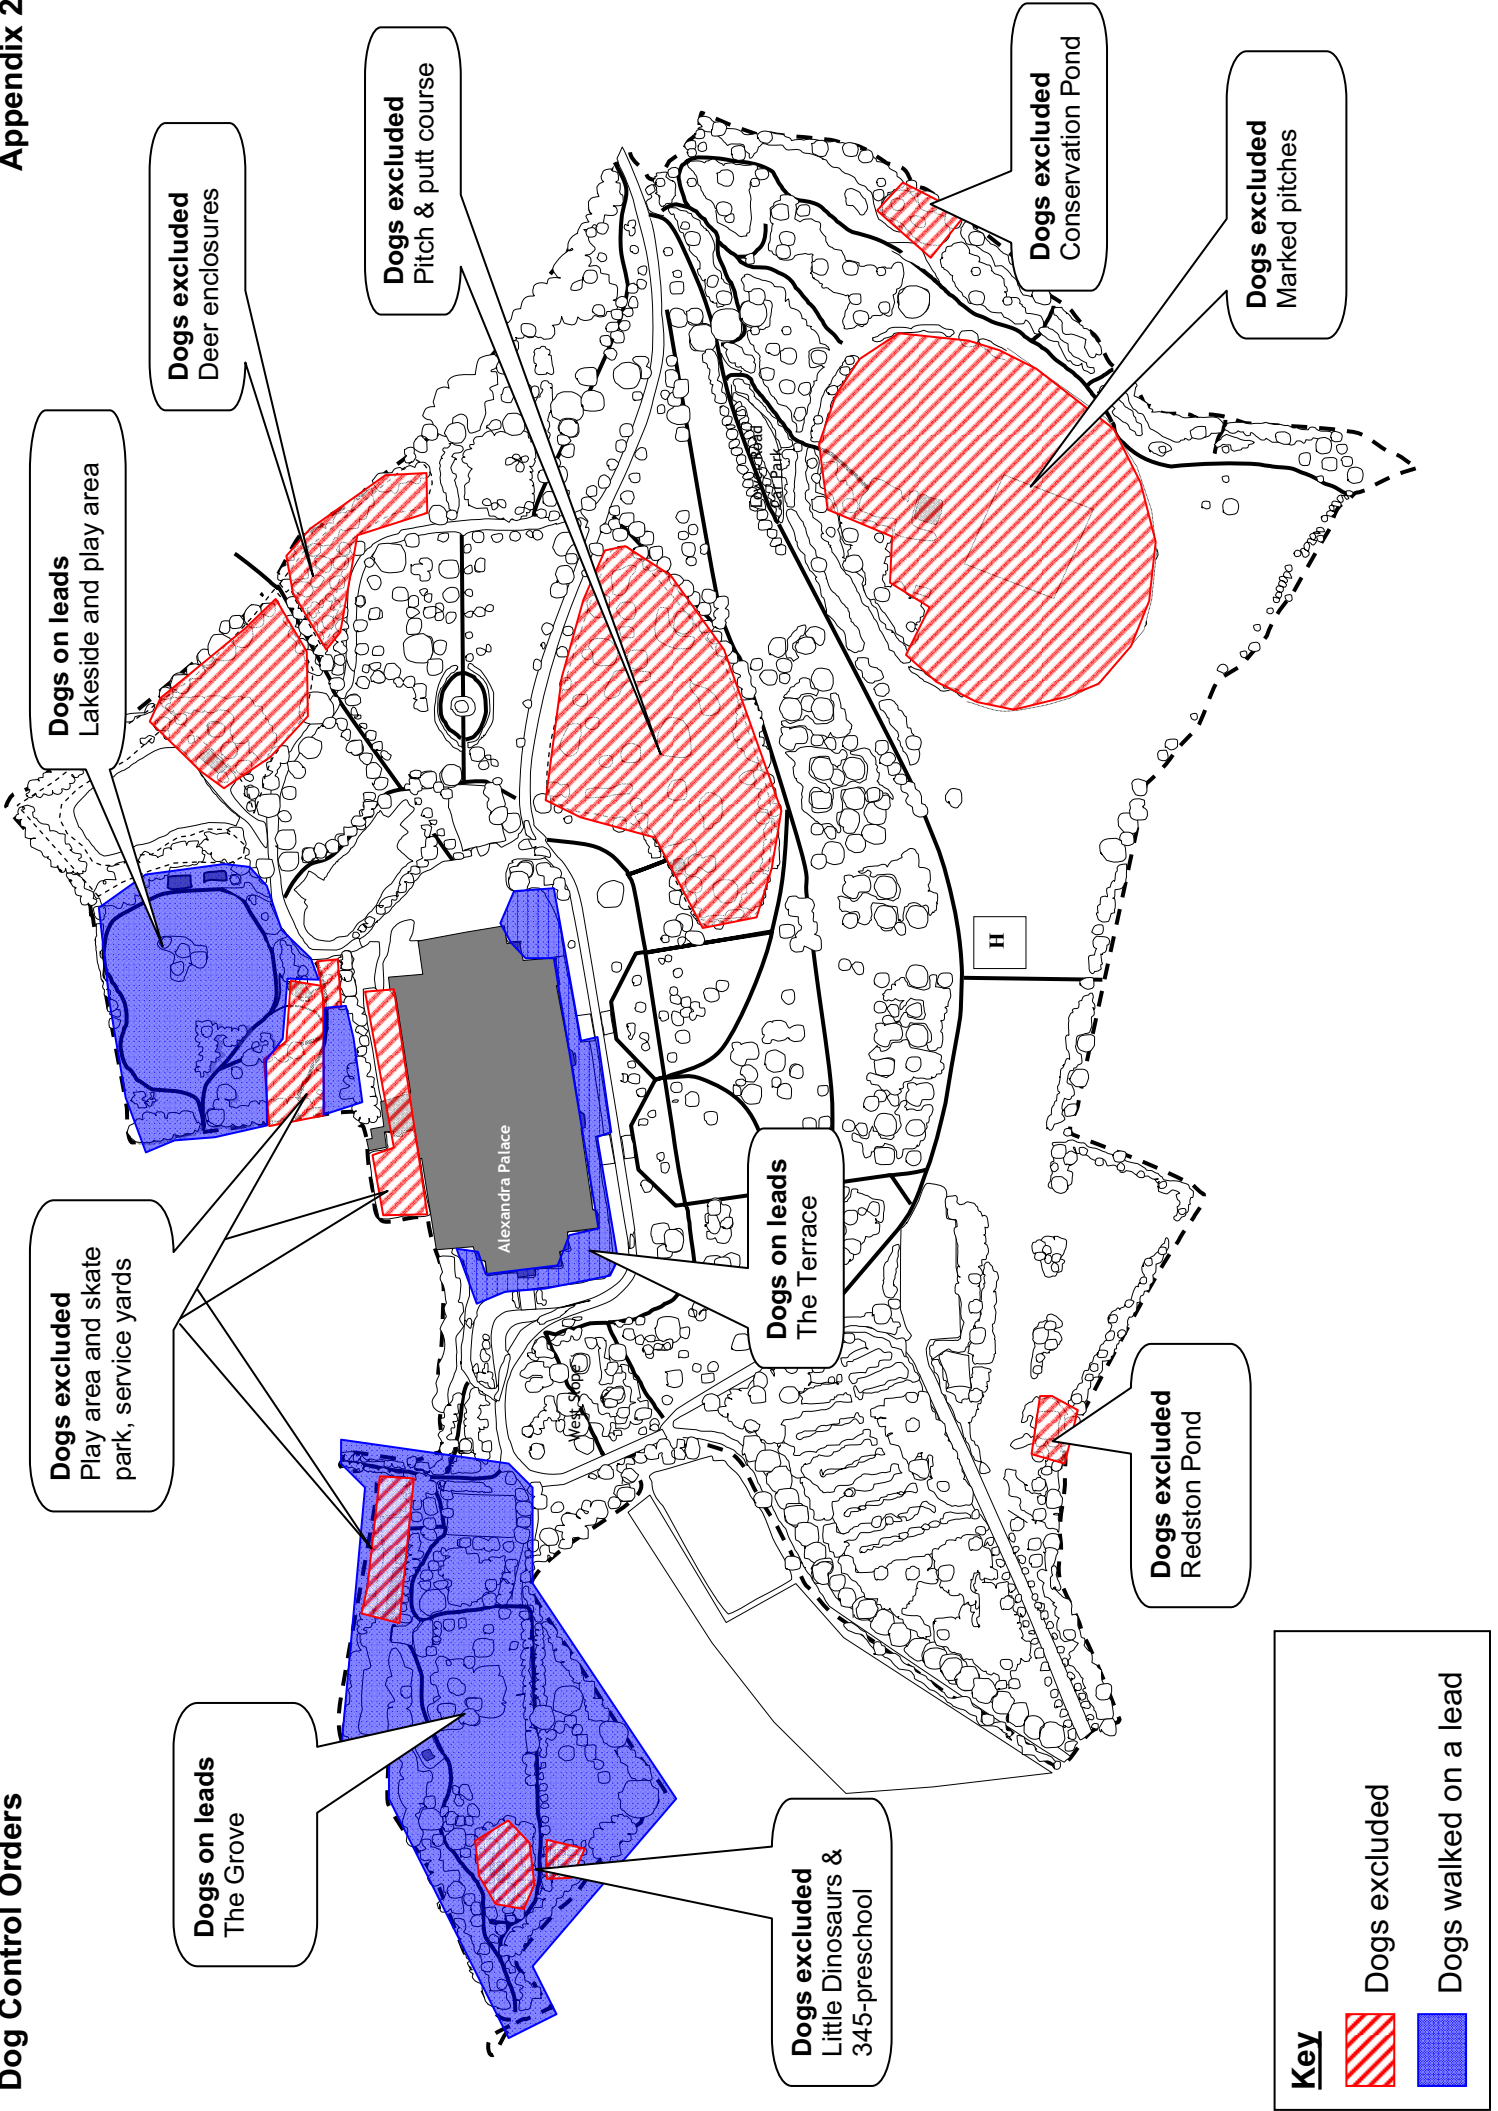 Dog Control Orders
Appendix 2
Dogs on leads
Lakeside and play area
Dogs excluded
Play area and skate
park, service yards
Dogs excluded
Deer enclosures
Dogs on leads
The Grove
Dogs excluded
Pitch & putt course
Alexandra Palace
West Slope
Car Park
Dogs on leads
The Terrace
Dogs excluded
Little Dinosaurs &
345-preschool
H
Dogs excluded
Conservation Pond
Dogs excluded
Redston Pond
Dogs excluded
Marked pitches
Key
Dogs excluded
Dogs walked on a lead